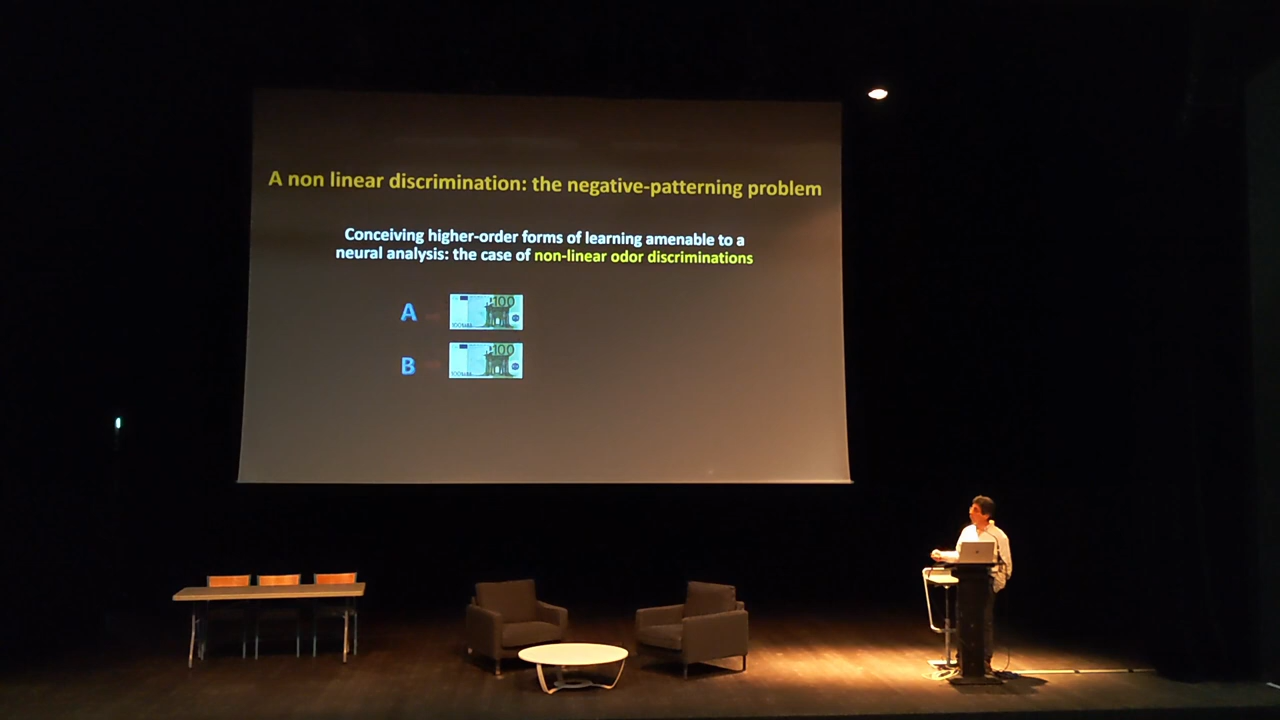 A non linear discrimination: the negative-patterning problem
Conceiving higher-order forms of learning amenable to a
neural analysis: the case of non-linear odor discriminations
A
100
B
100